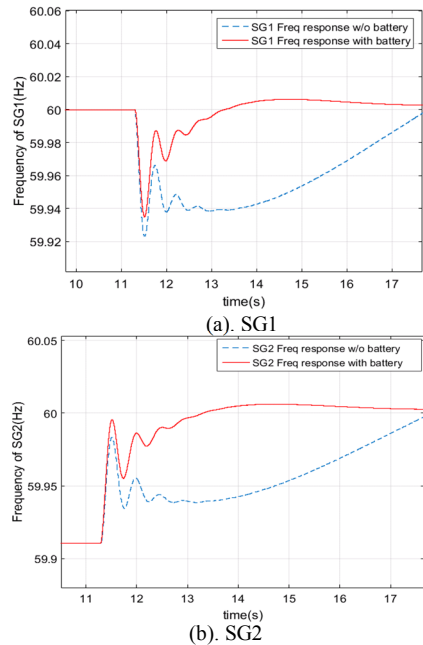 60.06
60.04
60.02
60
59.98
59.96
59.94
59.92
Frequency of SG1(Hz)
SG1 Freq response w/o battery
SG1 Freq response with battery
10 11 12 13 14 15 16 17
time(s)
(a). SG1
60.05
60
59.95
59.9
Frequency of SG2(Hz)
SG2 Freq response w/o battery
SG2 Freq response with battery
11 12 13 14 15 16 17
time(s)
(b). SG2